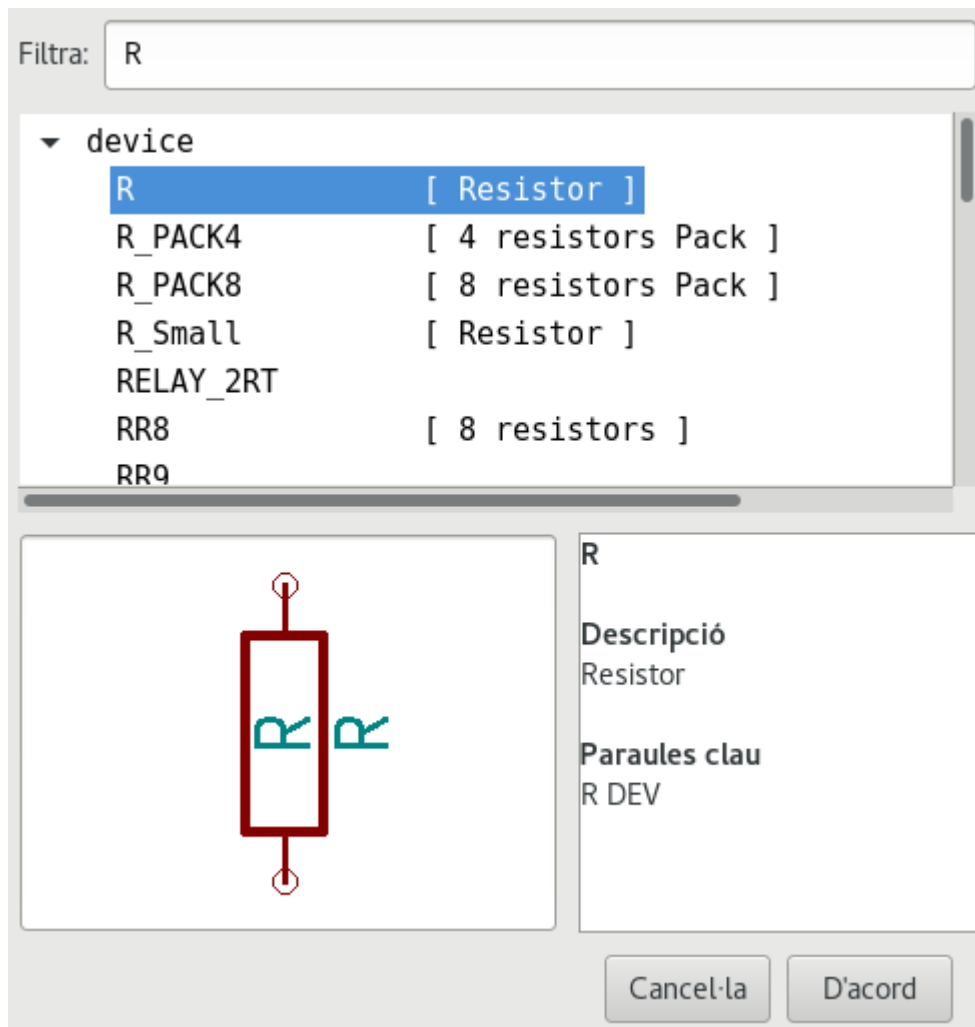 Filtra: R
device
R [ Resistor ]
R_PACK4 [ 4 resistors Pack ]
R_PACK8 [ 8 resistors Pack ]
R_Small [ Resistor ]
RELAY_2RT
RR8 [ 8 resistors ]
RR9
R R
R
Descripció
Resistor
Paraules clau
R DEV
Cancel·la D'acord